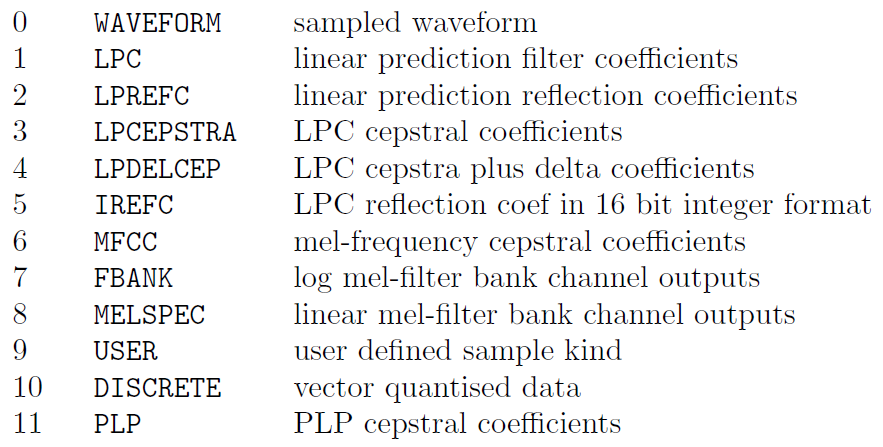 0 WAVEFORM sampled waveform
1 LPC linear prediction filter coefficients
2 LPREFC linear prediction reflection coefficients
3 LPCEPSTRA LPC cepstral coefficients
4 LPDELCEP LPC cepstra plus delta coefficients
5 IREFC LPC reflection coef in 16 bit integer format
6 MFCC mel-frequency cepstral coefficients
7 FBANK log mel-filter bank channel outputs
8 MELSPEC linear mel-filter bank channel outputs
9 USER user defined sample kind
10 DISCRETE vector quantised data
11 PLP PLP cepstral coefficients